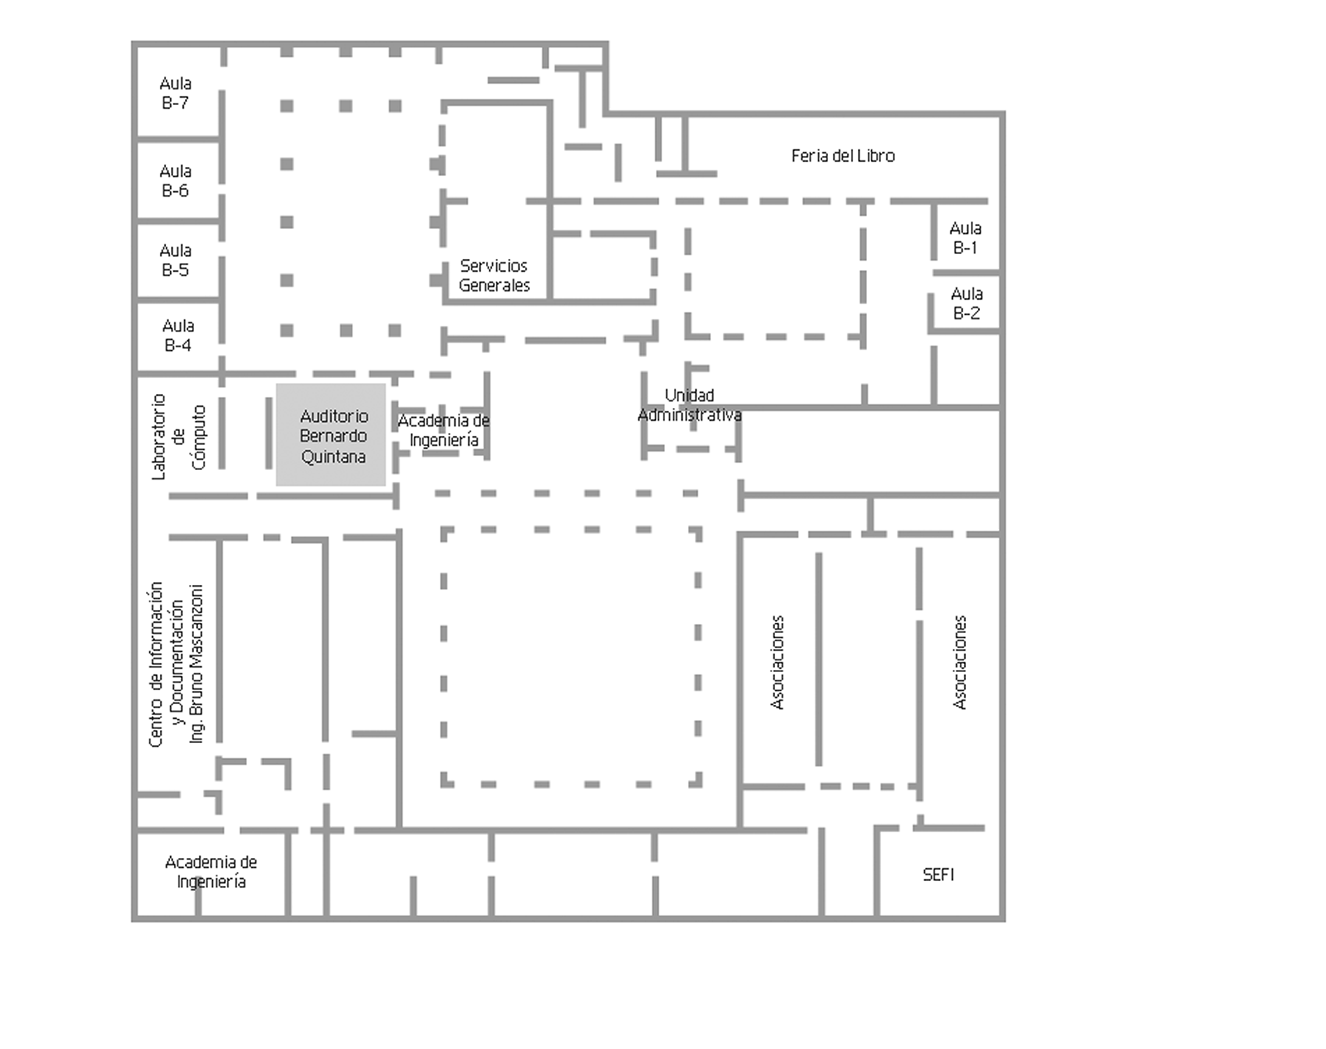 Aula
B-7
Feria del Libro
Aula
B-6
Aula
B-1
Aula
B-5
Servicios
Generales
Aula
B-2
Aula
B-4
Unidad
Administrativa
Laboratorio
de
Cómputo
Auditorio
Bernardo
Quintana
Academia de
Ingeniería
Centro de Información
y Documentación
Ing. Bruno Mascanzoni
Asociaciones
Asociaciones
Academia de
Ingeniería
SEFI